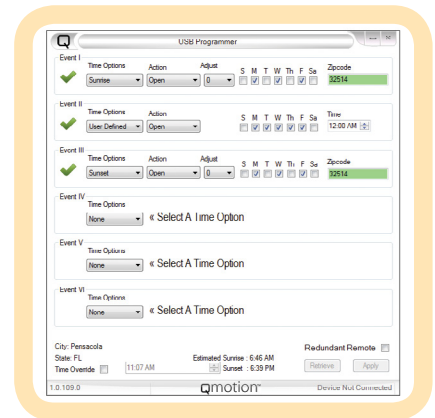 USB Programmer
Event I
Time Options Action Adjust S M T W Th F Sa Zipcode
Sunrise Open 0 32514
Event II
Time Options Action S M T W Th F Sa Time
User Defined Open 12:00 AM
Event III
Time Options Action Adjust S M T W Th F Sa Zipcode
Sunset Open 0 32514
Event IV
Time Options
None « Select A Time Option
Event V
Time Options
None « Select A Time Option
Event VI
Time Options
None « Select A Time Option
City: Pensacola Redundant Remote
State: FL Estimated Sunrise : 6:46 AM
Time Override 11:07 AM Sunset : 6:39 PM Retrieve Apply
1.0.109.0 Qmotion Device Not Connected